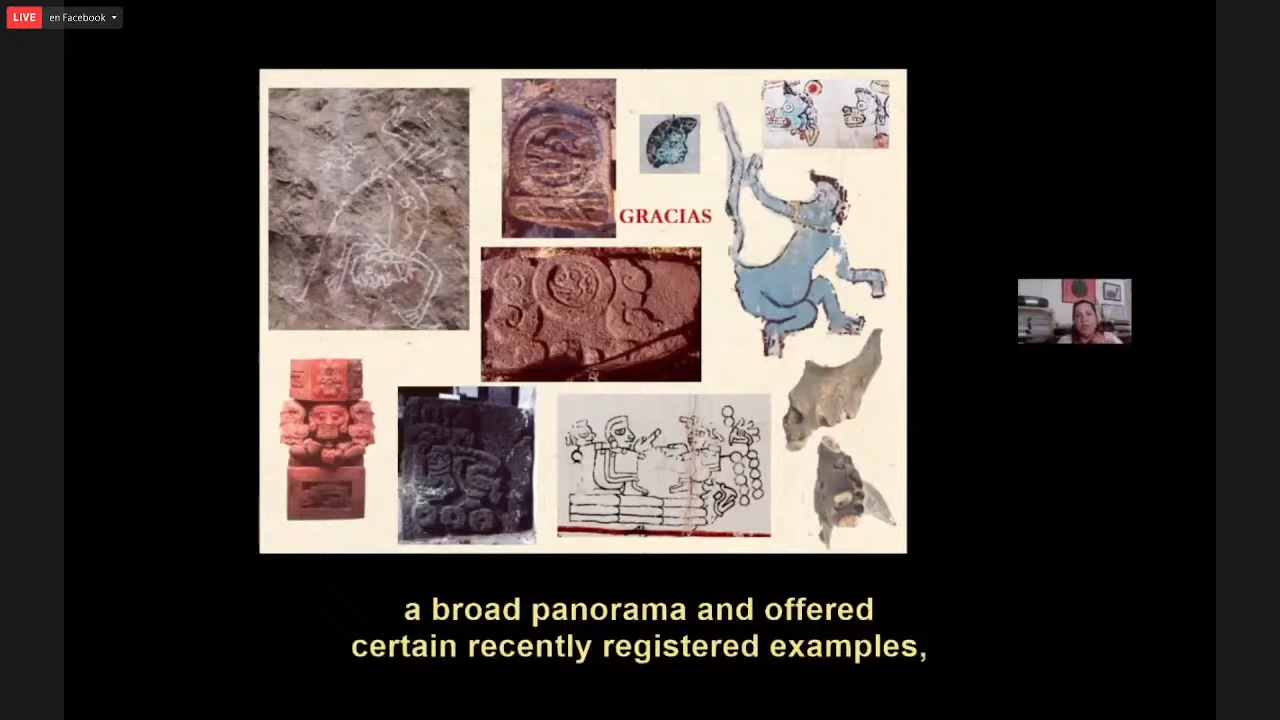 LIVE en Facebook
GRACIAS
a broad panorama and offered
certain recently registered examples,